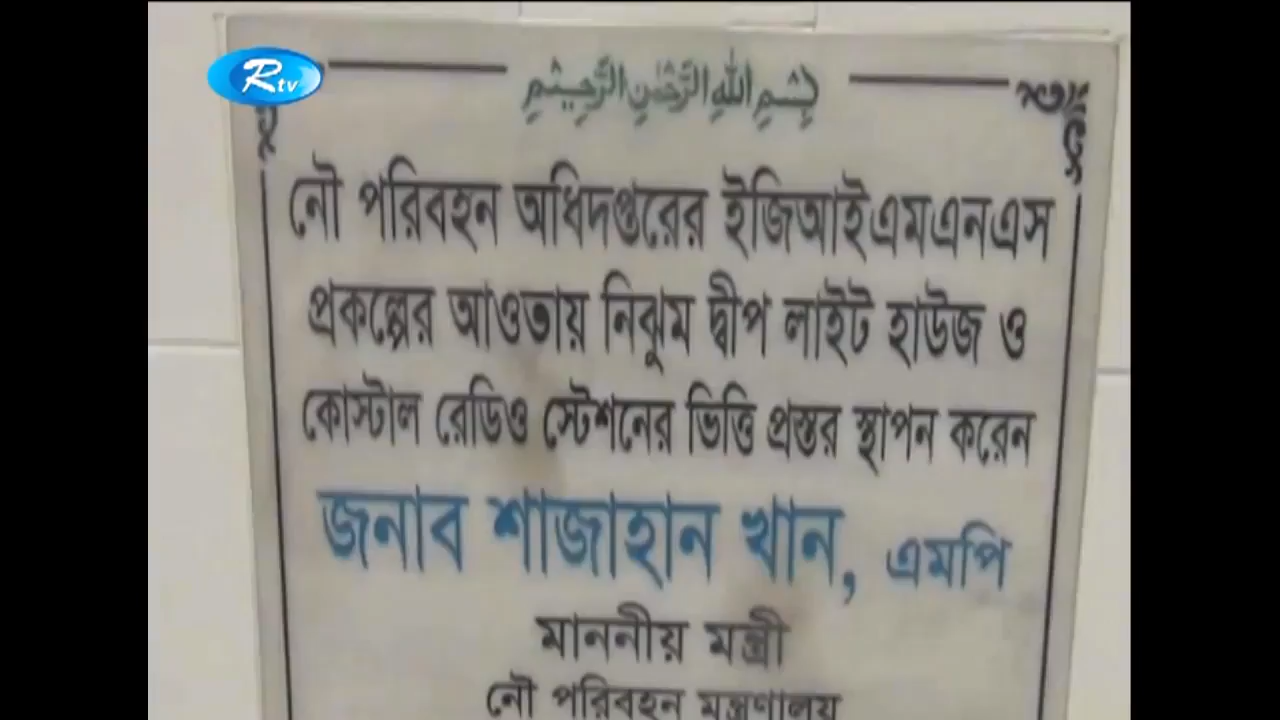 Rtv
بِسْمِ اللهِ الرَّحْمٰنِ الرَّحِيْمِ
নৌ পরিবহন অধিদপ্তরের ইজিআইএমএনএস
প্রকল্পের আওতায় নিঝুম দ্বীপ লাইট হাউজ ও
কোস্টাল রেডিও স্টেশনের ভিত্তি প্রস্তর স্থাপন করেন
জনাব শাজাহান খান, এমপি
মাননীয় মন্ত্রী
নৌ পরিবহন মন্ত্রণালয়